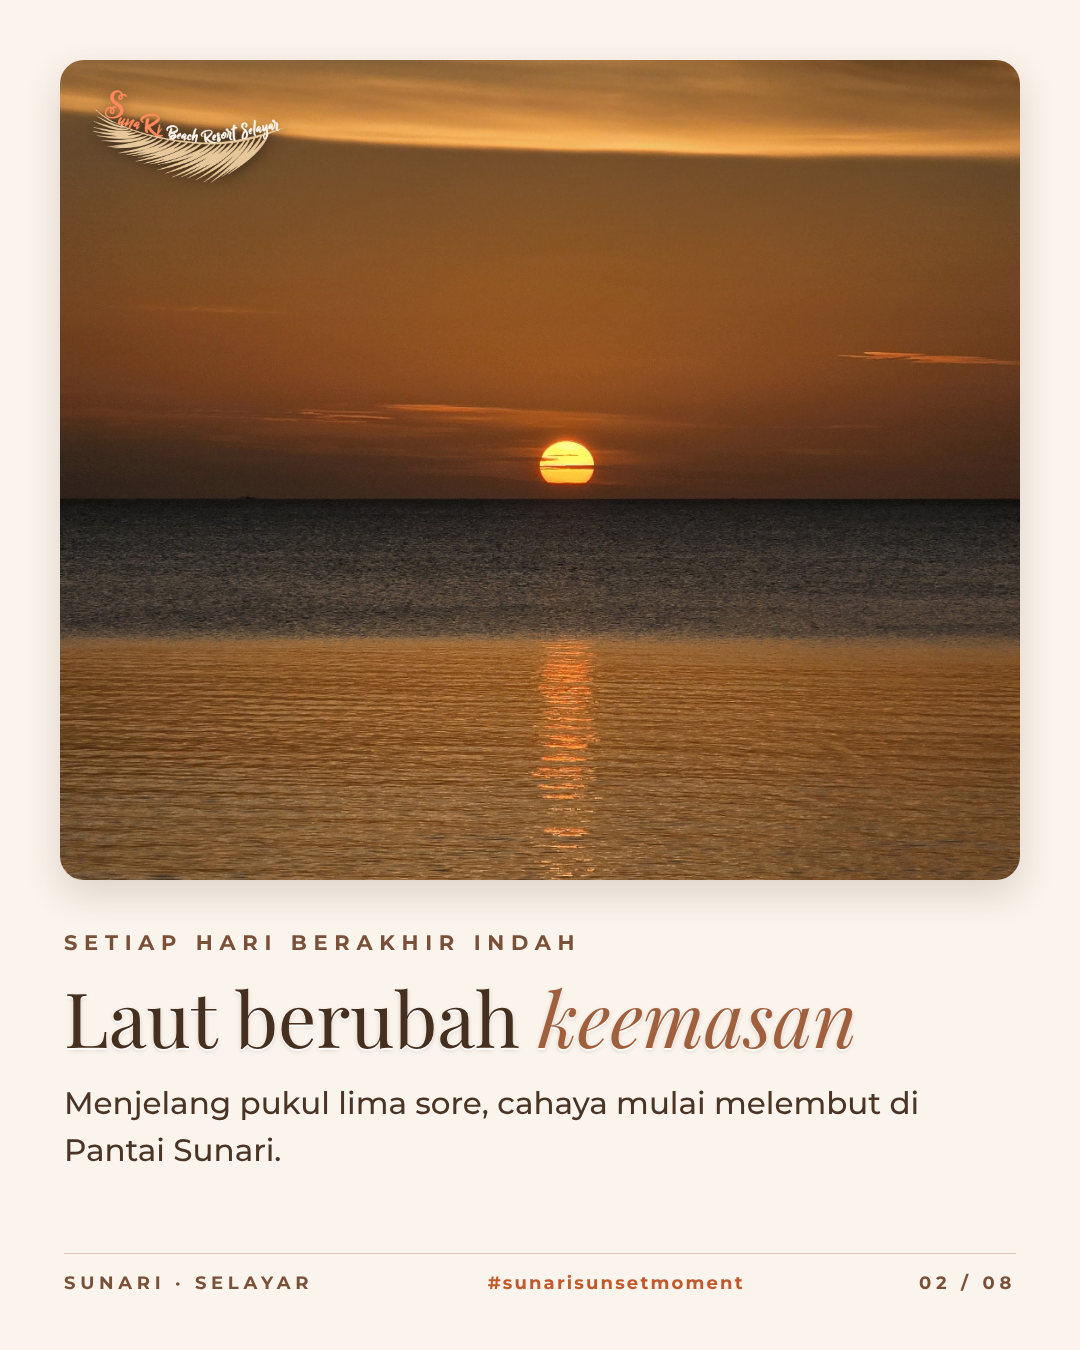 SunaRi Beach Resort Selayar
SETIAP HARI BERAKHIR INDAH
Laut berubah keemasan
Menjelang pukul lima sore, cahaya mulai melembut di
Pantai Sunari.
SUNARI · SELAYAR
#sunarisunsetmoment
02 / 08